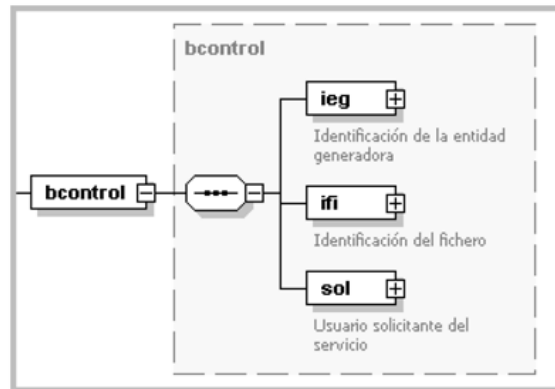 bcontrol
ieg
Identificación de la entidad
generadora
bcontrol
ifi
Identificación del fichero
sol
Usuario solicitante del
servicio